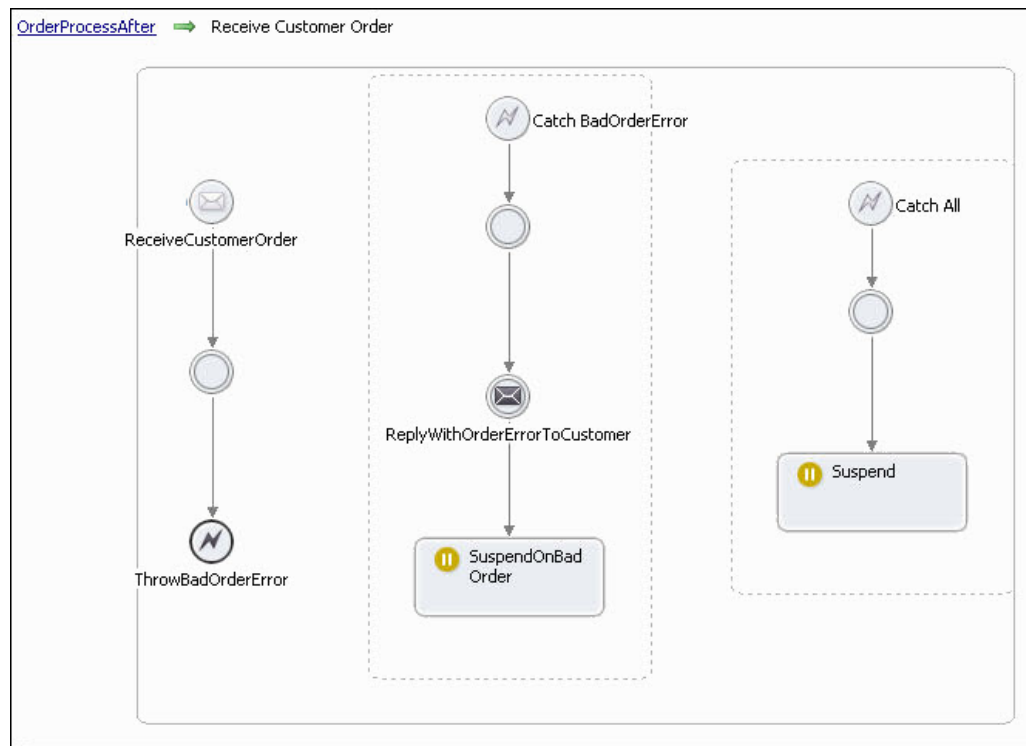 OrderProcessAfter Receive Customer Order
Catch BadOrderError
Catch All
ReceiveCustomerOrder
ReplyWithOrderErrorToCustomer
Suspend
SuspendOnBad
Order
ThrowBadOrderError